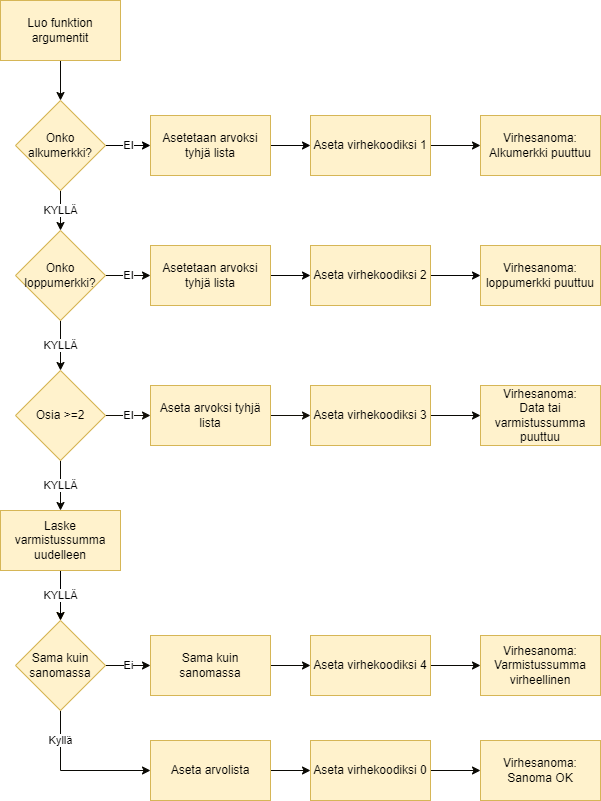 Luo funktion
argumentit
Onko
alkumerkki?
EI
Asetetaan arvoksi
tyhjä lista
Aseta virhekoodiksi 1
Virhesanoma:
Alkumerkki puuttuu
KYLLÄ
Onko
loppumerkki?
EI
Asetetaan arvoksi
tyhjä lista
Aseta virhekoodiksi 2
Virhesanoma:
loppumerkki puuttuu
KYLLÄ
Osia >=2
EI
Aseta arvoksi tyhjä
lista
Aseta virhekoodiksi 3
Virhesanoma:
Data tai
varmistussumma
puuttuu
KYLLÄ
Laske
varmistussumma
uudelleen
KYLLÄ
Sama kuin
sanomassa
Ei
Sama kuin
sanomassa
Aseta virhekoodiksi 4
Virhesanoma:
Varmistussumma
virheellinen
Kyllä
Aseta arvolista
Aseta virhekoodiksi 0
Virhesanoma:
Sanoma OK